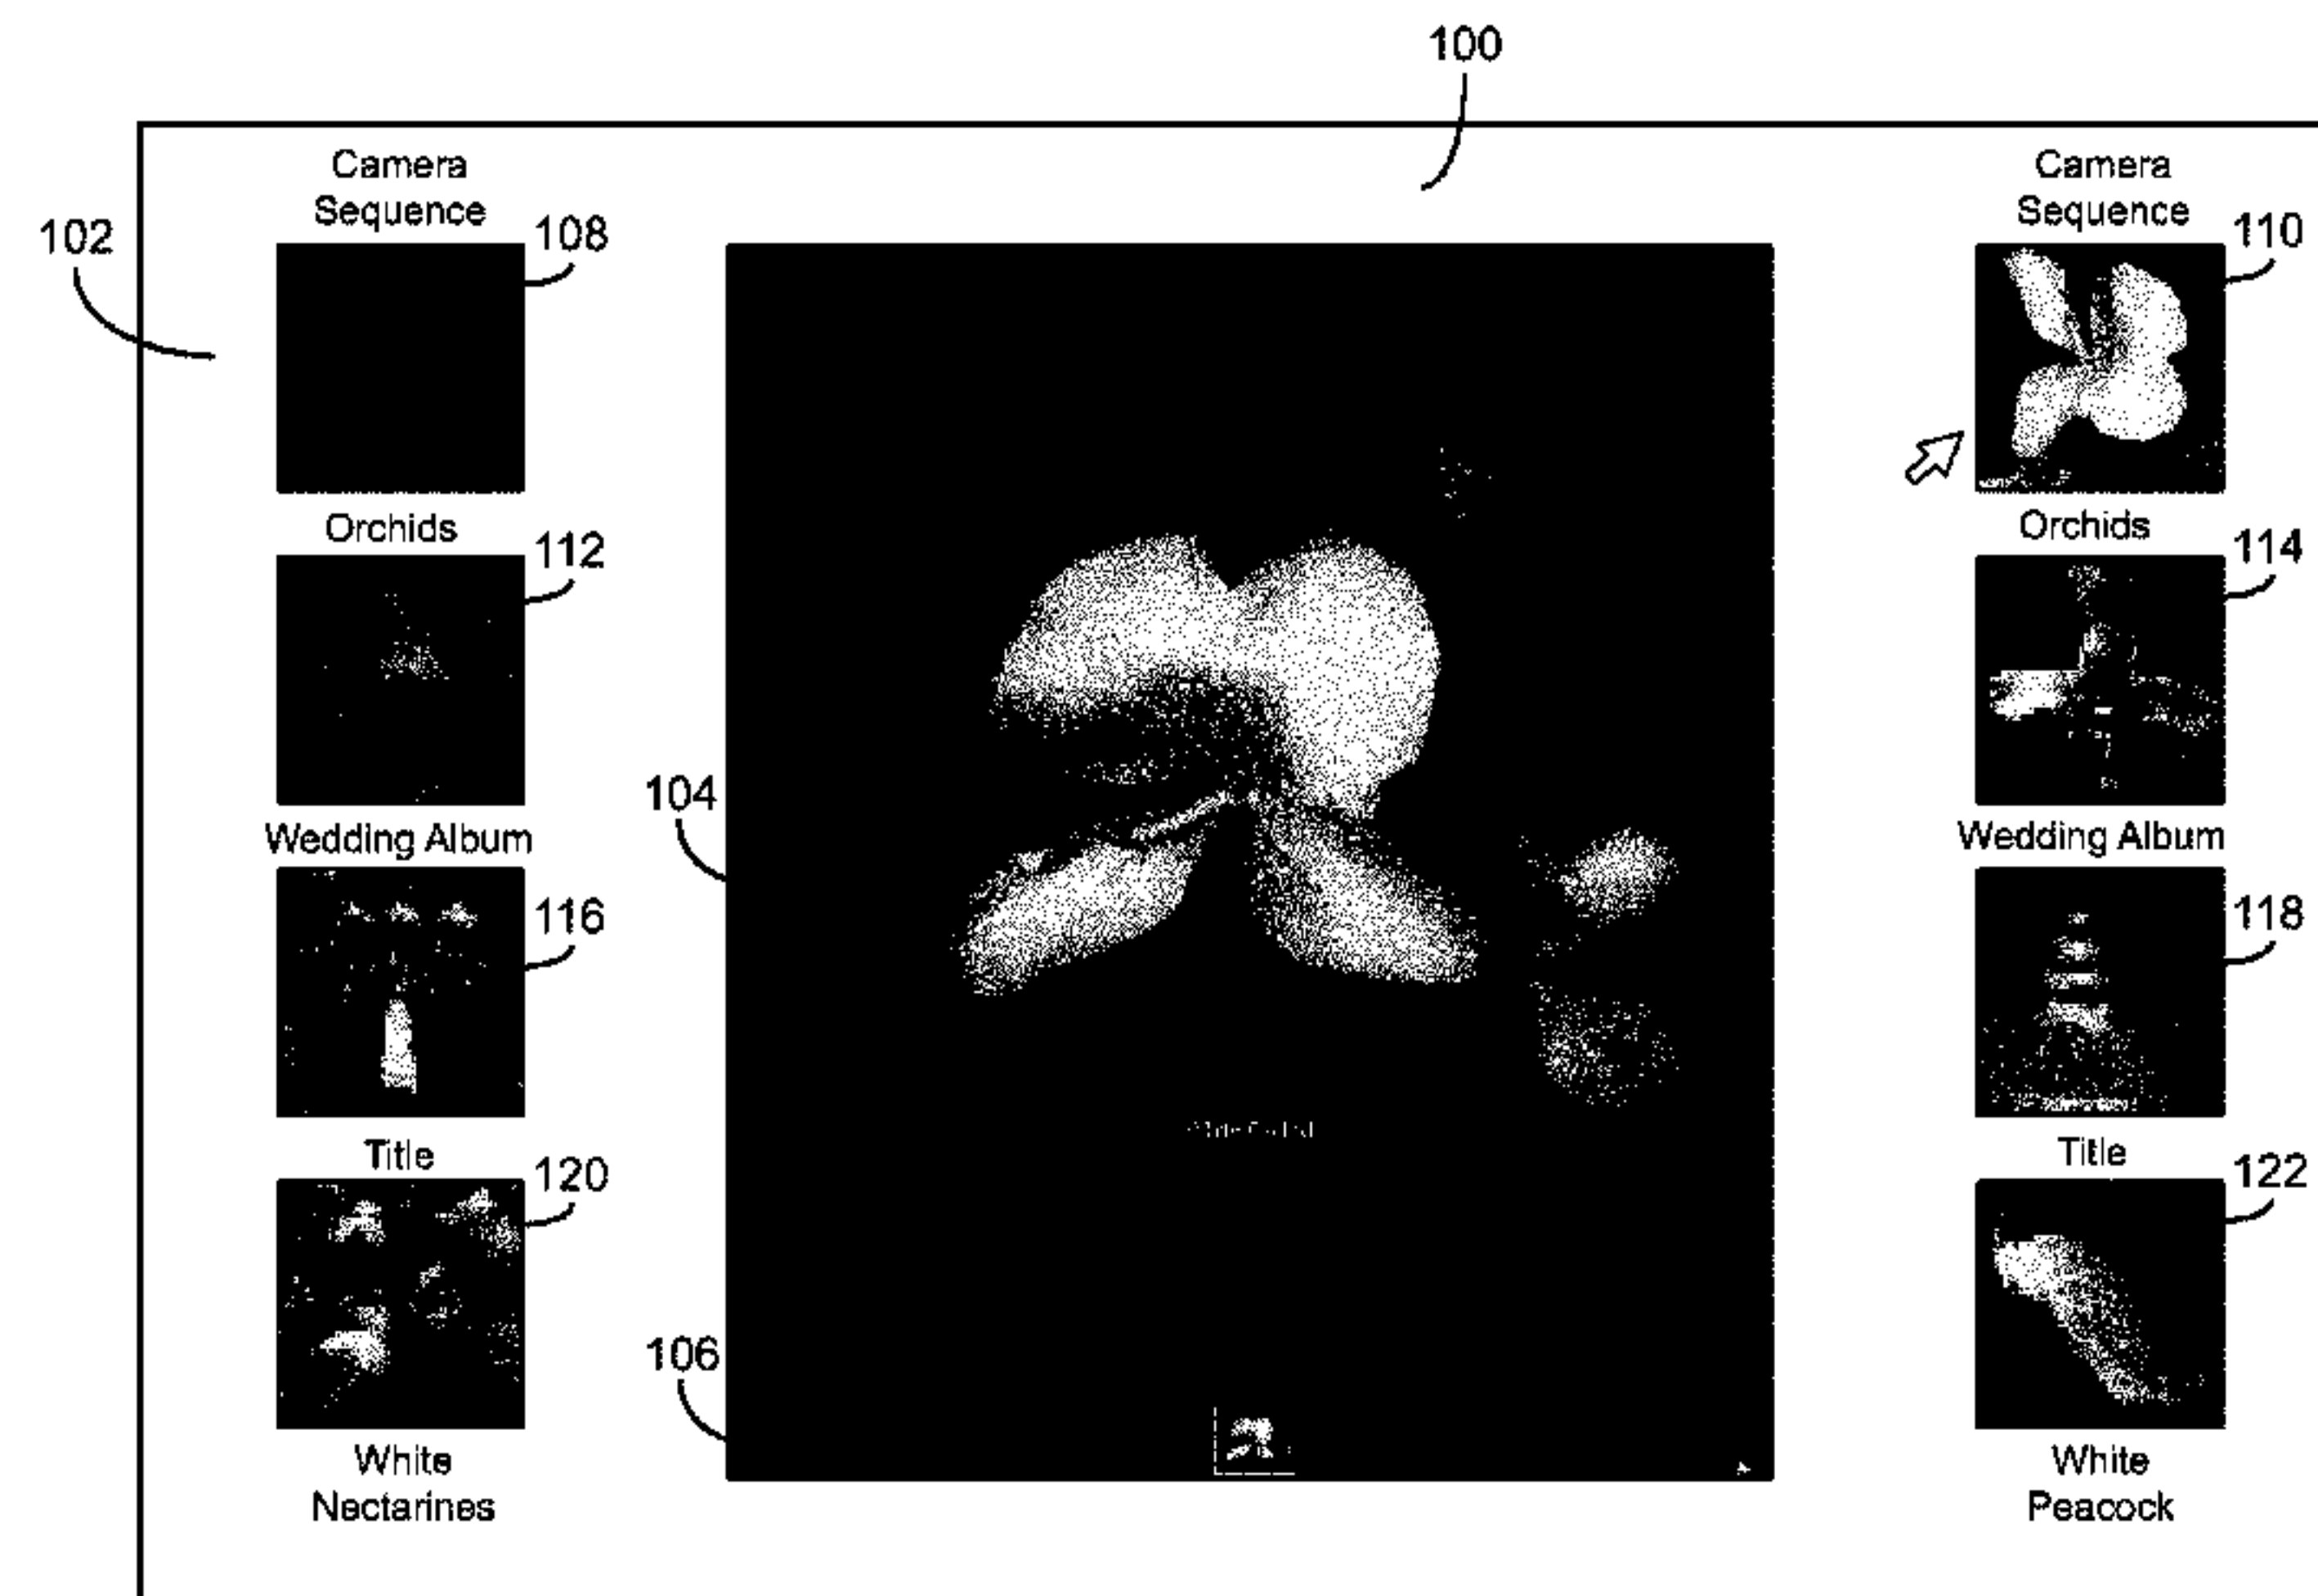 100
Camera
Sequence
102
108
Orchids
112
Wedding Album
116
Title
120
White
Nectarines
104
106
Camera
Sequence
110
Orchids
114
Wedding Album
118
Title
122
White
Peacock